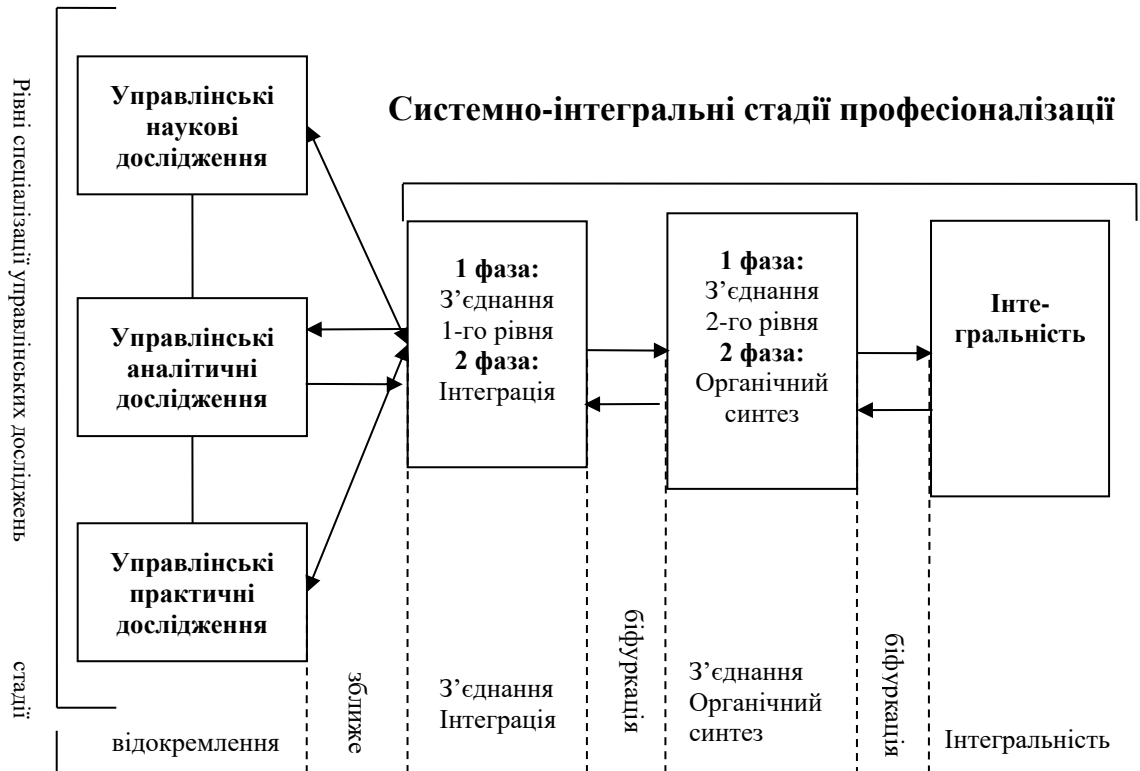 Рівні спеціалізації управлінських досліджень
стадії
Управлінські
наукові
дослідження
Управлінські
аналітичні
дослідження
Управлінські
практичні
дослідження
Системно-інтегральні стадії професіоналізації
1 фаза:
З’єднання
1-го рівня
2 фаза:
Інтеграція
1 фаза:
З’єднання
2-го рівня
2 фаза:
Органічний
синтез
Інте-
гральність
відокремлення
зближе
З’єднання
Інтеграція
біфуркація
З’єднання
Органічний
синтез
біфуркація
Інтегральність